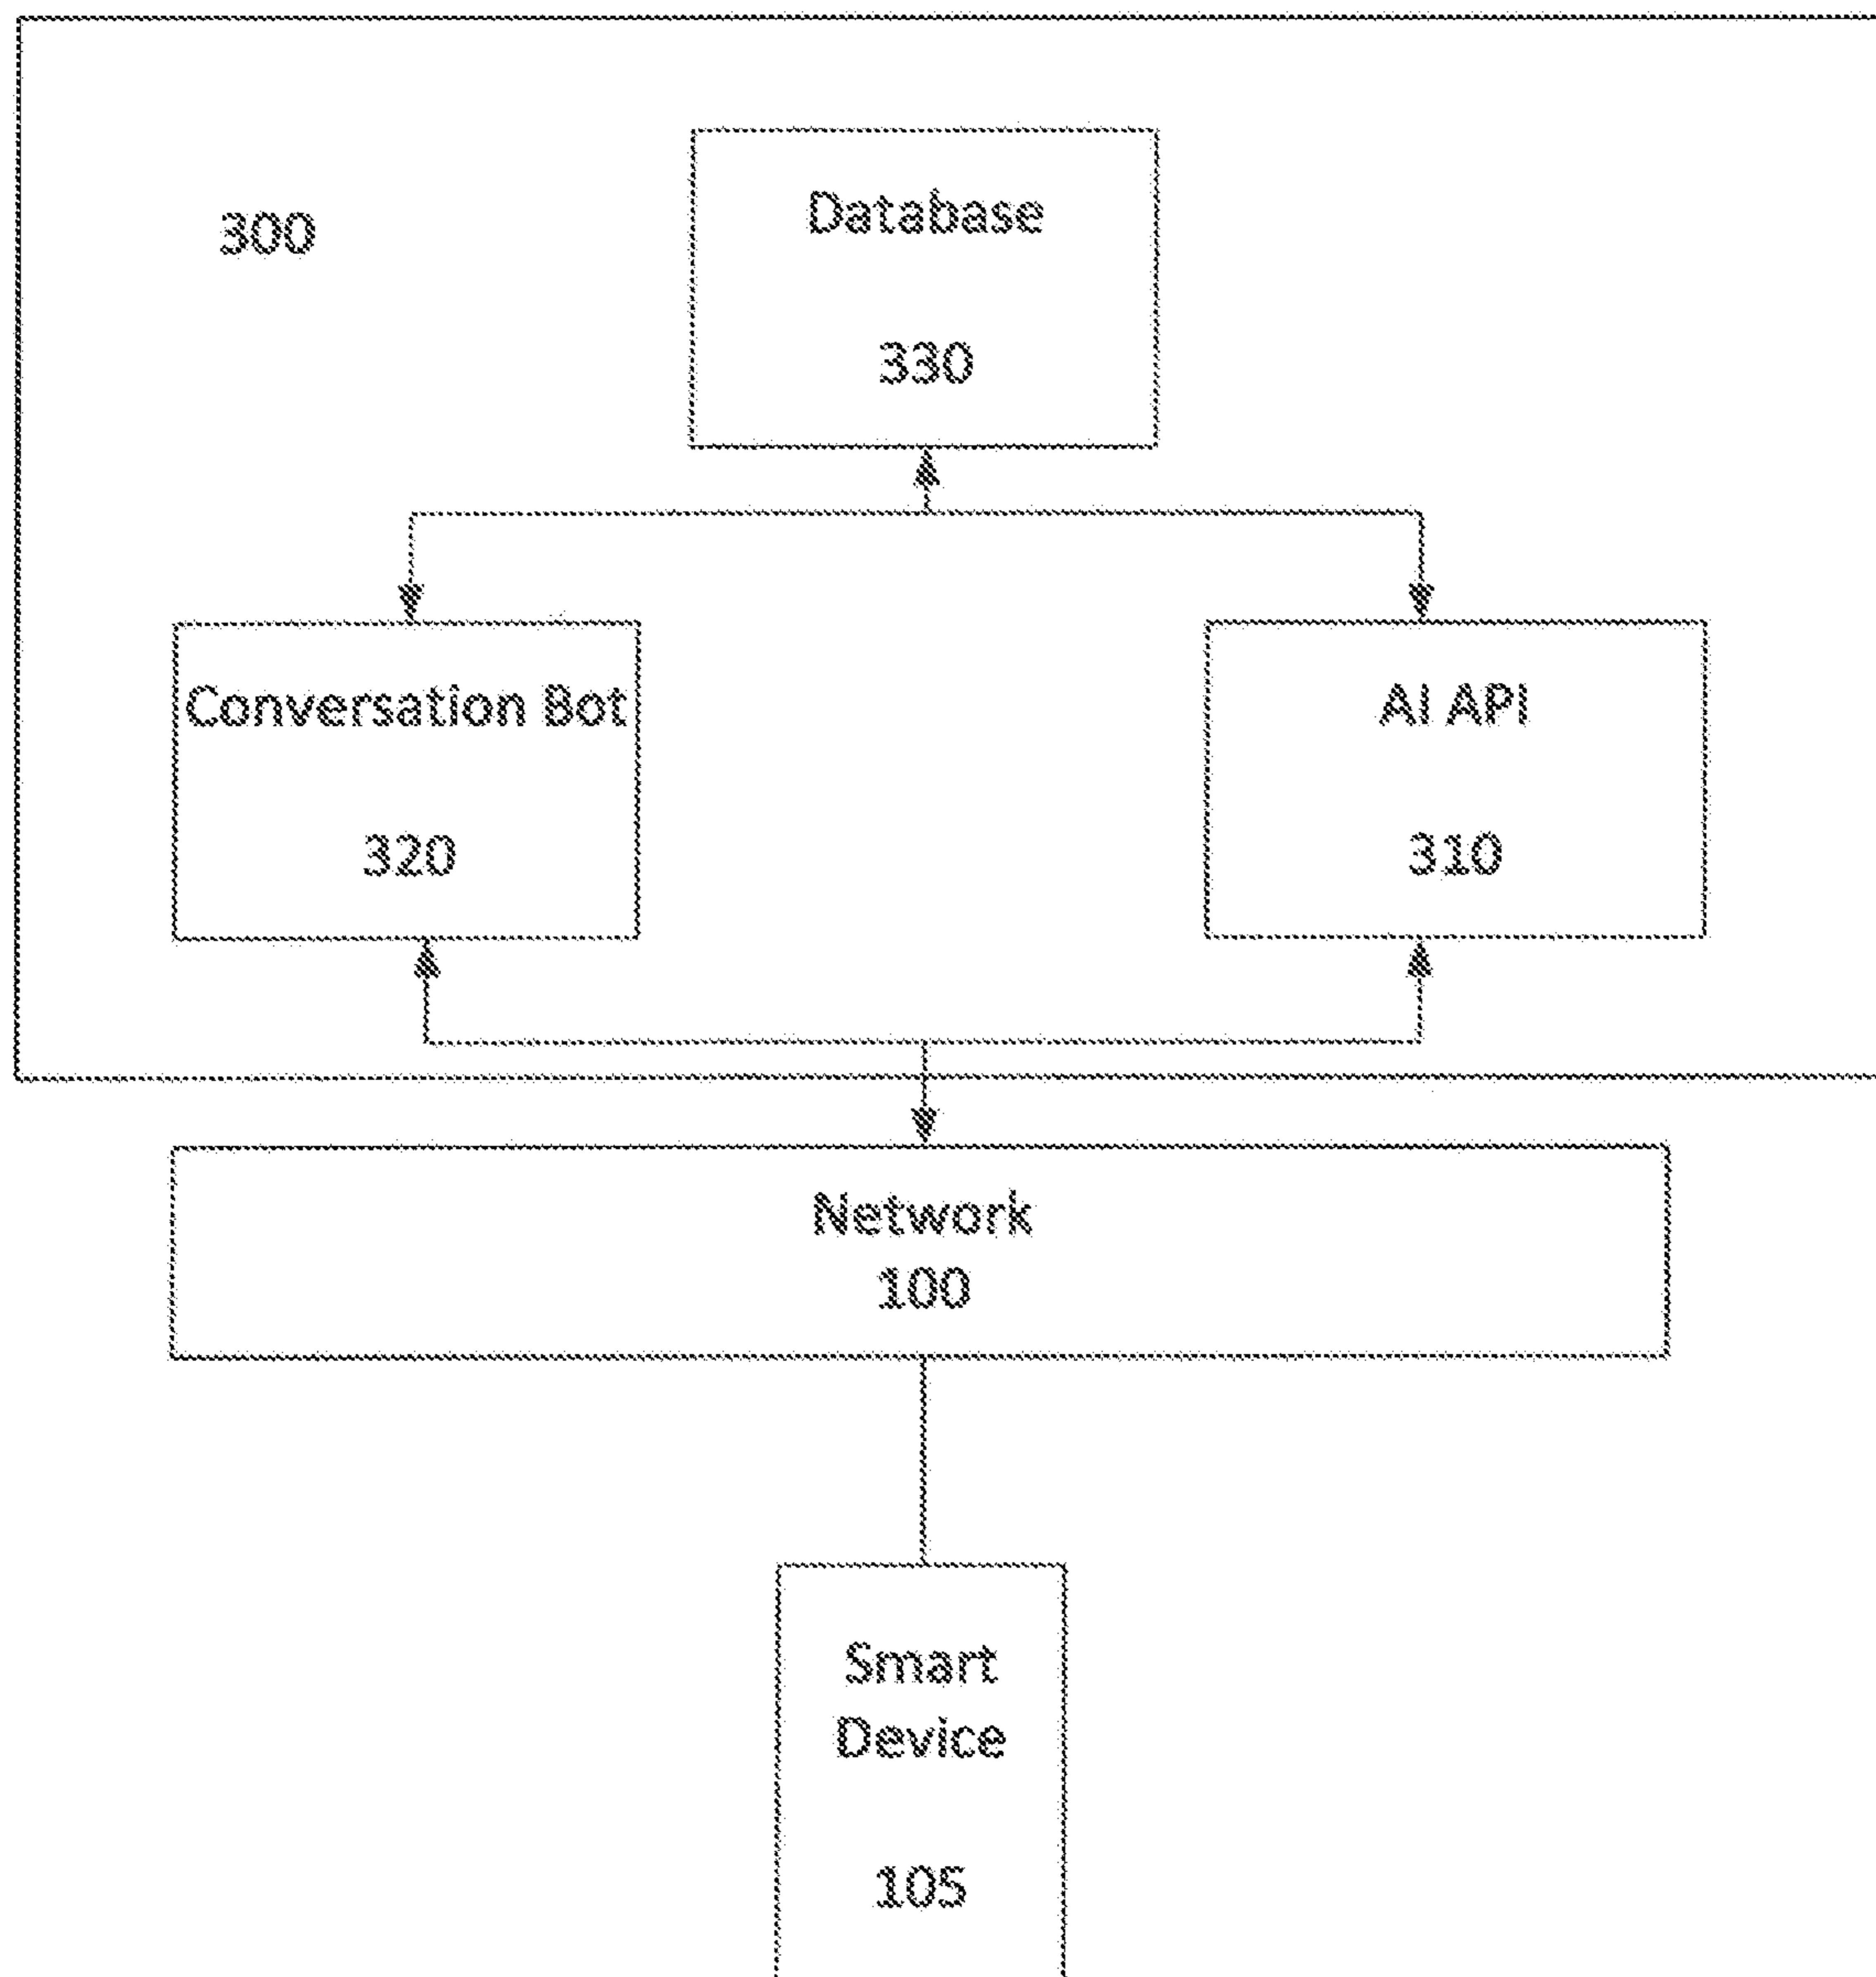 300
Database
330
Conversation Bot
320
AI API
310
Network
100
Smart
Device
105